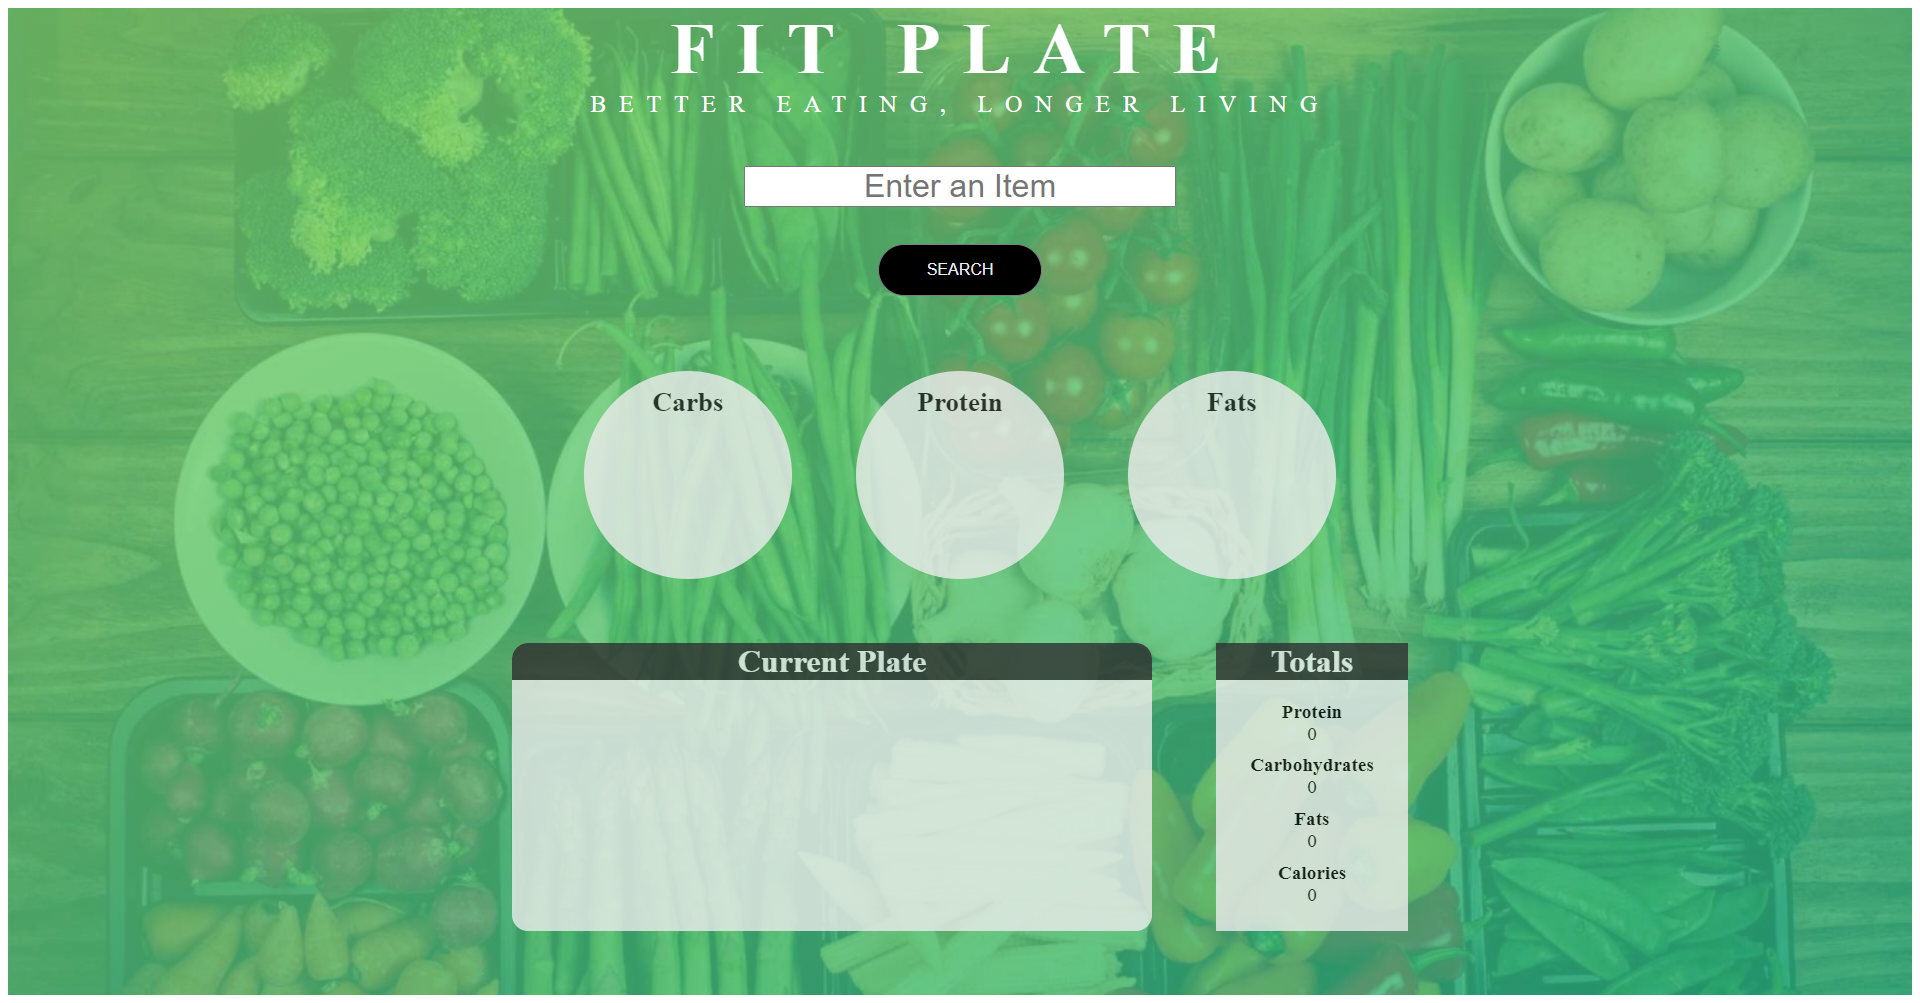 FIT PLATE
BETTER EATING, LONGER LIVING
Enter an Item
SEARCH
Carbs
Protein
Fats
Current Plate
Totals
Protein
0
Carbohydrates
0
Fats
0
Calories
0